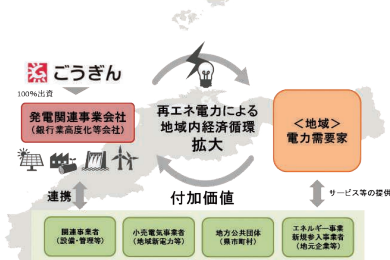 ごうぎん
100%出資
発電関連事業会社
(銀行業高度化等会社)
再エネ電力による
地域内経済循環
拡大
<地域>
電力需要家
連携
付加価値
サービス等の提供
関連事業者
(設備・管理等)
小売電気事業者
(地域新電力等)
地方公共団体
(県市町村)
エネルギー事業
新規参入事業者
(地元企業等)